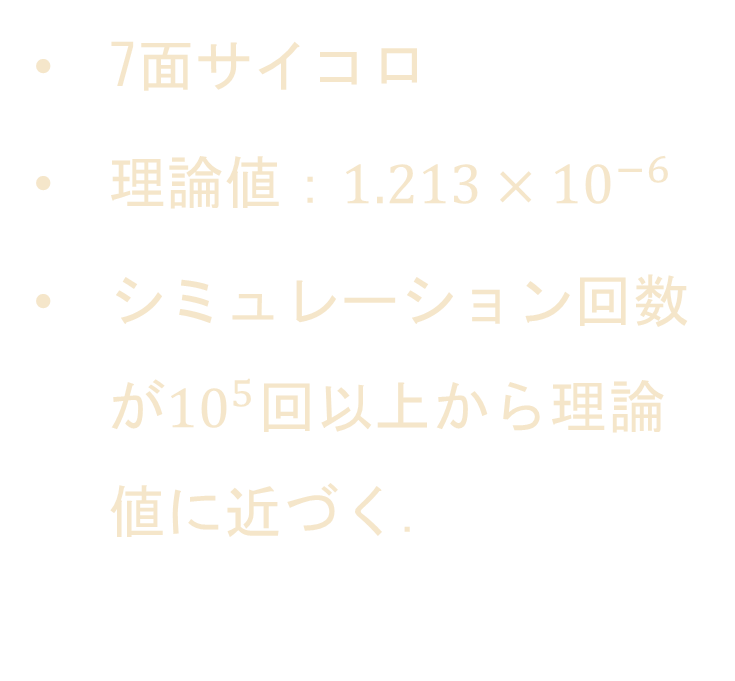 • 7面サイコロ
• 理論値：1.213 × 10⁻⁶
• シミュレーション回数
が10⁵回以上から理論
値に近づく.